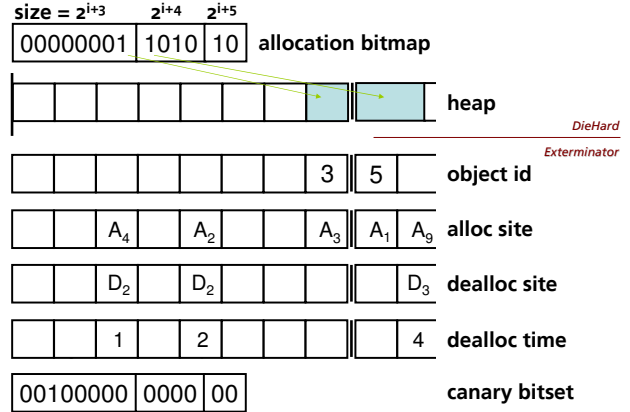 size = 2^i+3 2^i+4 2^i+5
00000001 1010 10 allocation bitmap
heap
DieHard
Exterminator
3 5 object id
A₄ A₂ A₃ A₁ A₉ alloc site
D₂ D₂ D₃ dealloc site
1 2 4 dealloc time
00100000 0000 00 canary bitset